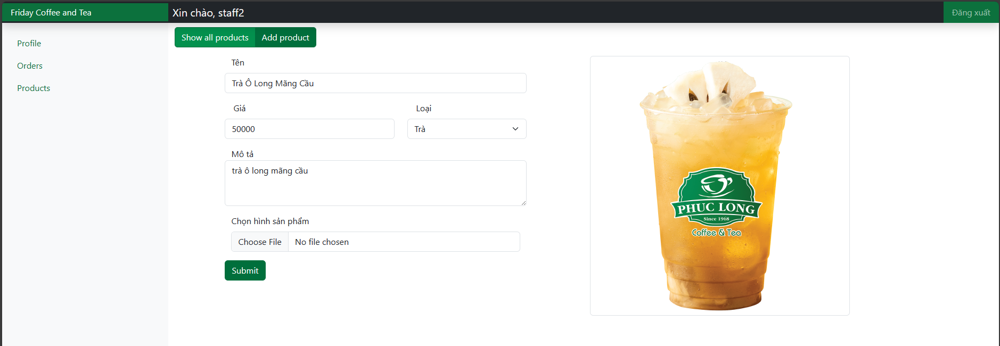 Friday Coffee and Tea
Xin chào, staff2
Đăng xuất
Profile
Orders
Products
Show all products
Add product
Tên
Trà Ô Long Mãng Cầu
Giá
Loại
50000
Trà
Mô tả
trà ô long mãng cầu
Chọn hình sản phẩm
Choose File
No file chosen
Submit
PHUC LONG
Since 1968
Coffee & Tea